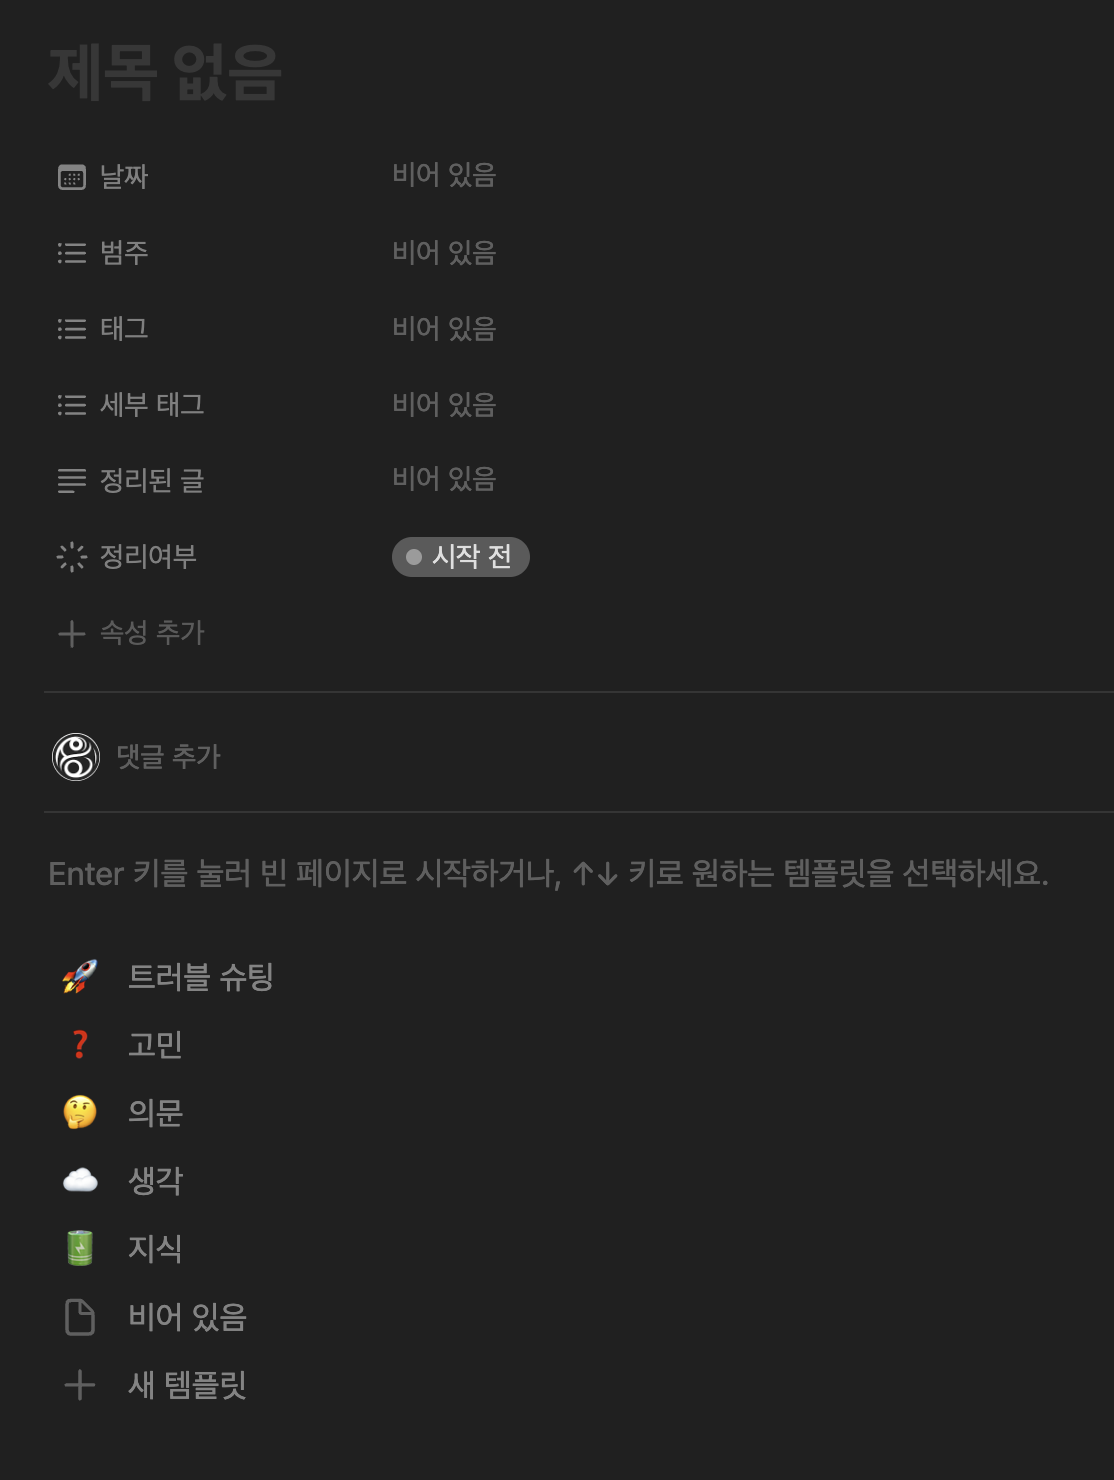 제목 없음
날짜 비어 있음
범주 비어 있음
태그 비어 있음
세부 태그 비어 있음
정리된 글 비어 있음
정리여부 시작 전
속성 추가
댓글 추가
Enter 키를 눌러 빈 페이지로 시작하거나, ↑↓ 키로 원하는 템플릿을 선택하세요.
🚀 트러블 슈팅
❓ 고민
🤔 의문
☁️ 생각
🔋 지식
비어 있음
새 템플릿